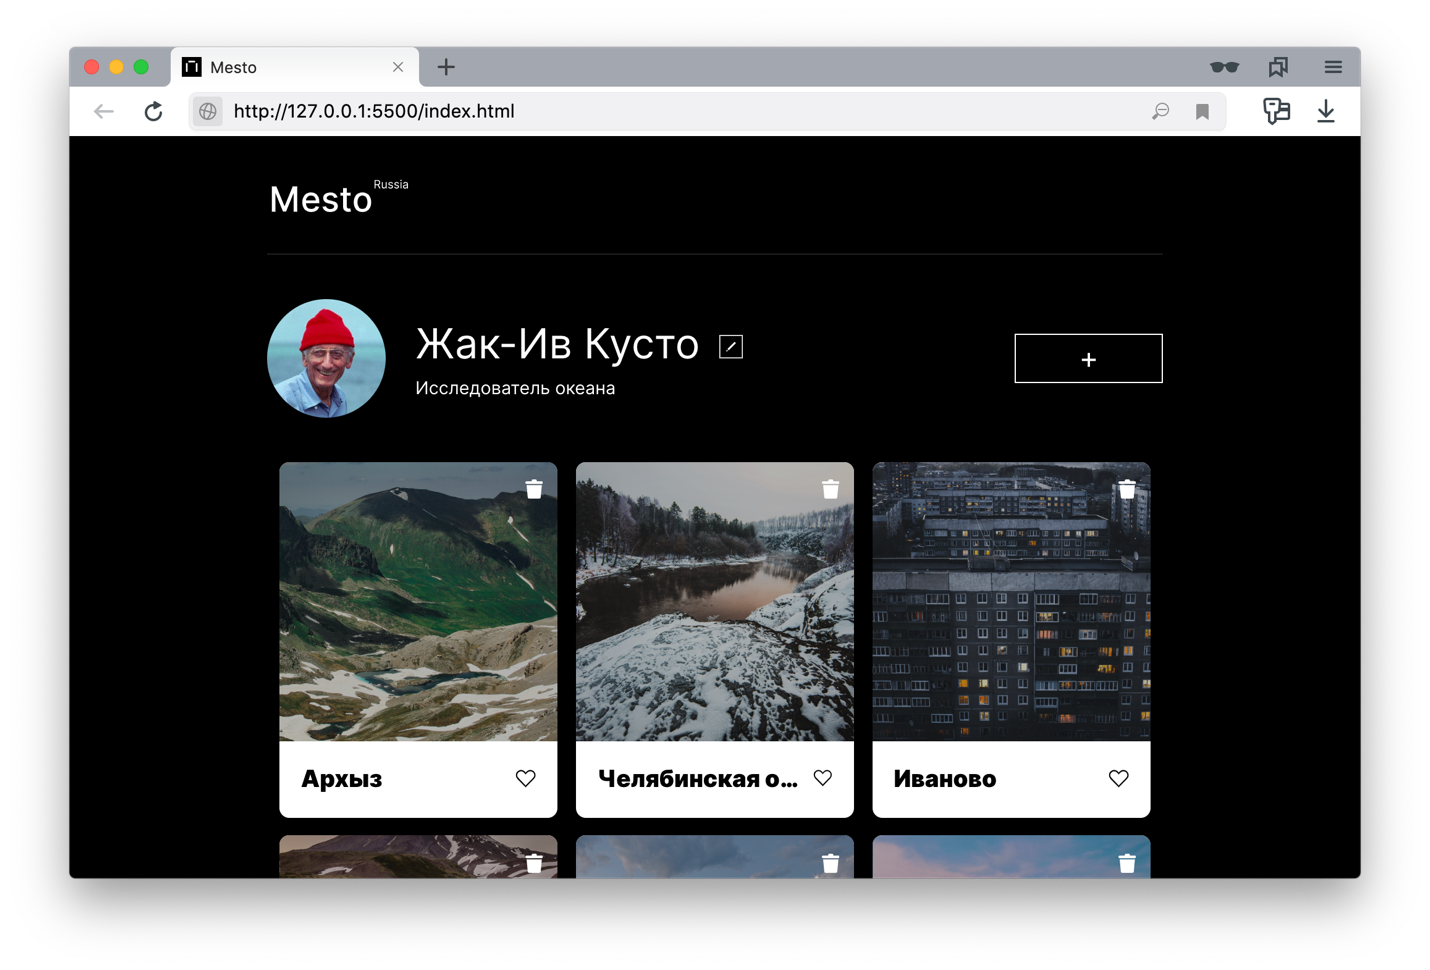 Mesto
http://127.0.0.1:5500/index.html
Mesto Russia
Жак-Ив Кусто
Исследователь океана
Архыз
Челябинская о...
Иваново